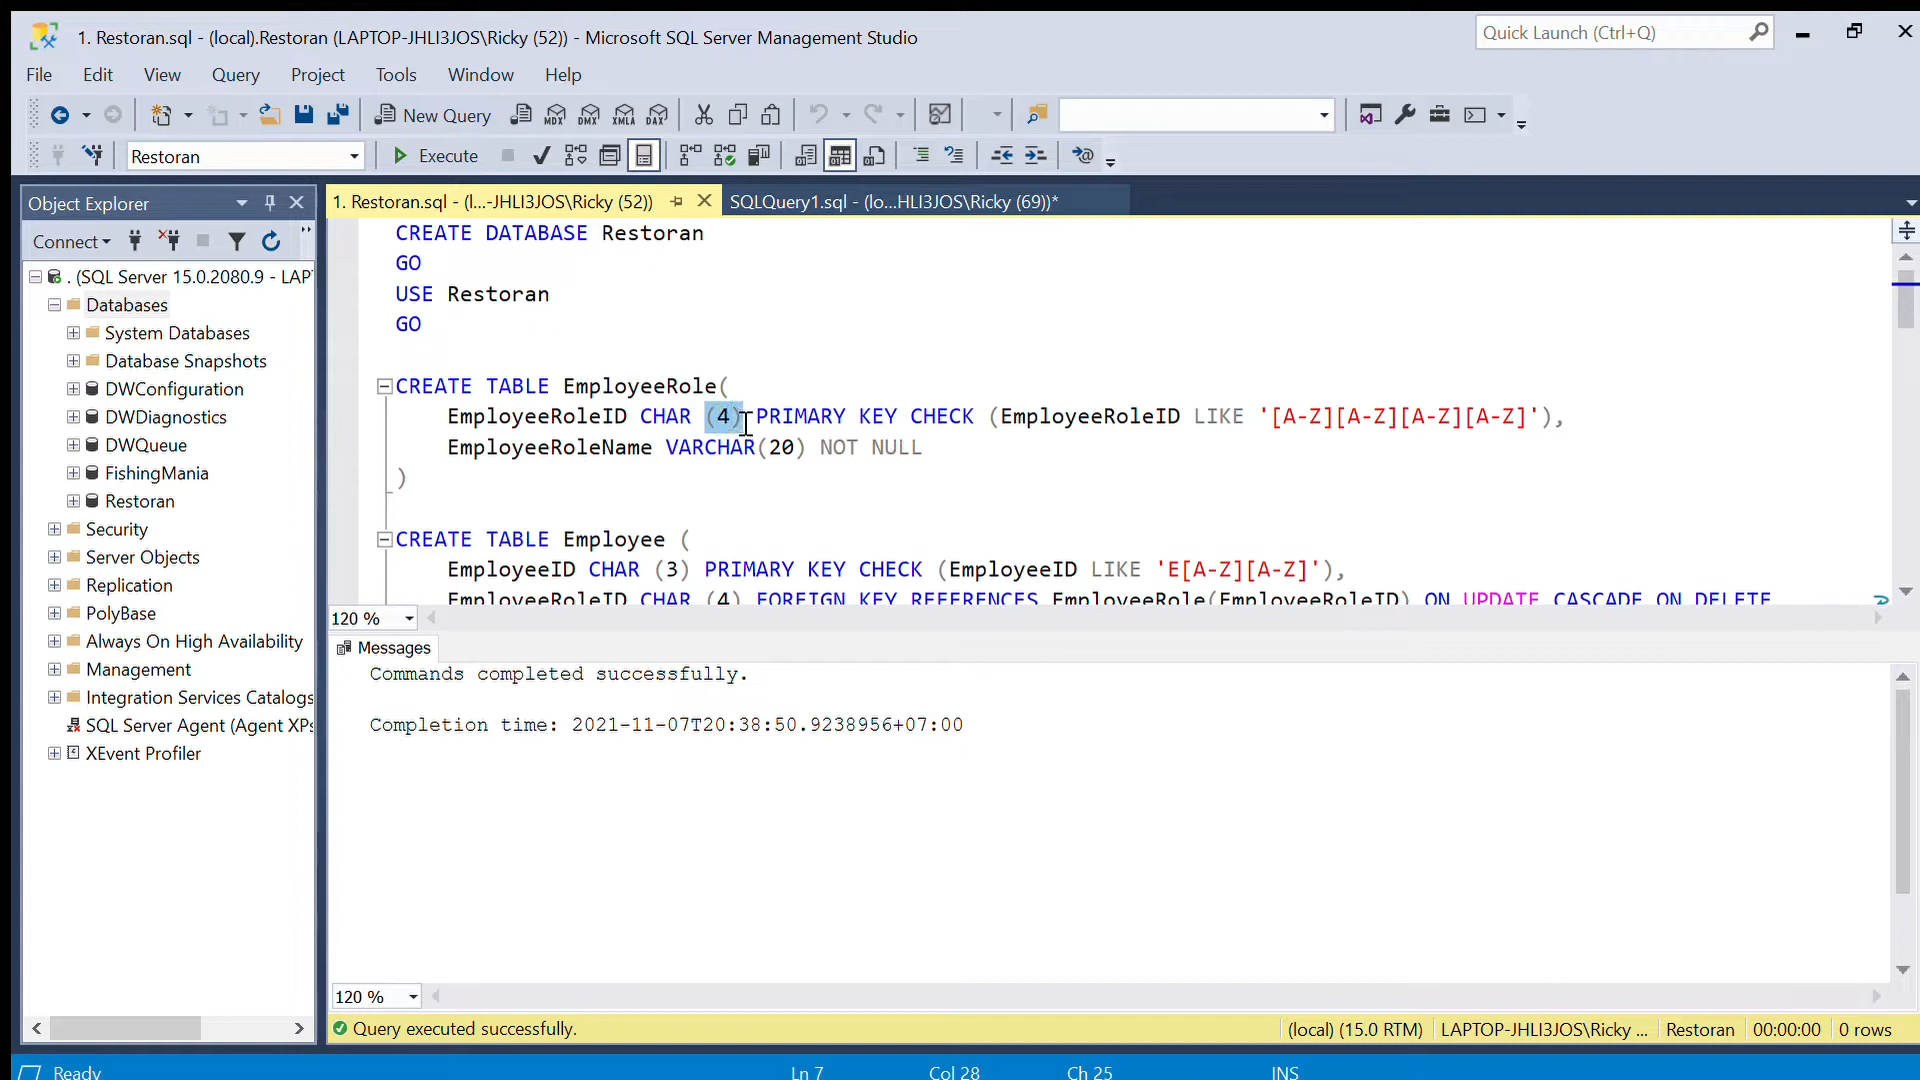 1. Restoran.sql - (local).Restoran (LAPTOP-JHLI3JOS\Ricky (52)) - Microsoft SQL Server Management Studio
Quick Launch (Ctrl+Q)
File Edit View Query Project Tools Window Help
New Query MDX DMX XMLA DAX
Restoran Execute
Object Explorer
1. Restoran.sql - (l...-JHLI3JOS\Ricky (52)) SQLQuery1.sql - (lo...HLI3JOS\Ricky (69))*
Connect
. (SQL Server 15.0.2080.9 - LAP
Databases
System Databases
Database Snapshots
DWConfiguration
DWDiagnostics
DWQueue
FishingMania
Restoran
Security
Server Objects
Replication
PolyBase
Always On High Availability
Management
Integration Services Catalogs
SQL Server Agent (Agent XPs
XEvent Profiler
CREATE DATABASE Restoran
GO
USE Restoran
GO
CREATE TABLE EmployeeRole(
EmployeeRoleID CHAR (4) PRIMARY KEY CHECK (EmployeeRoleID LIKE '[A-Z][A-Z][A-Z][A-Z]'),
EmployeeRoleName VARCHAR(20) NOT NULL
)
CREATE TABLE Employee (
EmployeeID CHAR (3) PRIMARY KEY CHECK (EmployeeID LIKE 'E[A-Z][A-Z]'),
EmployeeRoleID CHAR (4) FOREIGN KEY REFERENCES EmployeeRole(EmployeeRoleID) ON UPDATE CASCADE ON DELETE
120 %
Messages
Commands completed successfully.
Completion time: 2021-11-07T20:38:50.9238956+07:00
120 %
Query executed successfully. (local) (15.0 RTM) LAPTOP-JHLI3JOS\Ricky ... Restoran 00:00:00 0 rows
Ready Ln 7 Col 28 Ch 25 INS